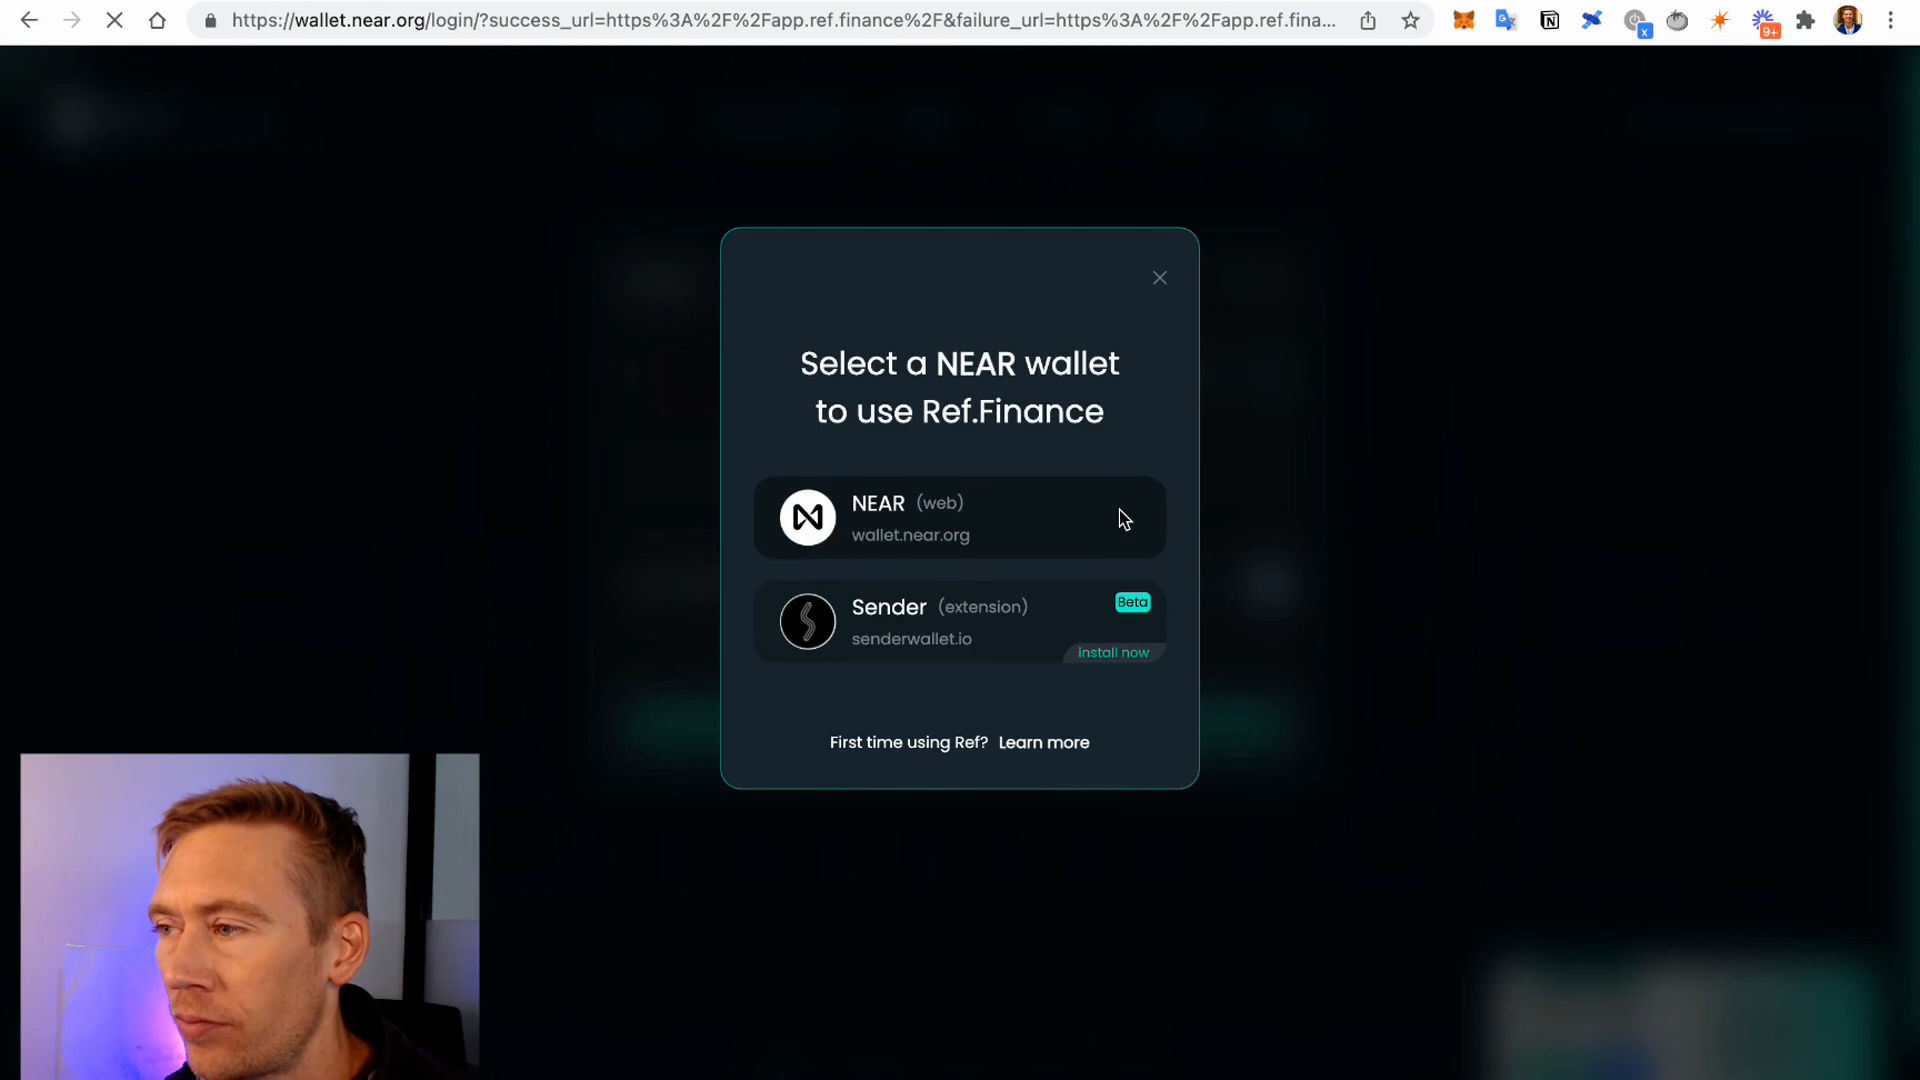 https://wallet.near.org/login/?success_url=https%3A%2F%2Fapp.ref.finance%2F&failure_url=https%3A%2F%2Fapp.ref.fina...
x
9+
Select a NEAR wallet
to use Ref.Finance
NEAR (web)
wallet.near.org
Sender (extension)
Beta
senderwallet.io
install now
First time using Ref? Learn more